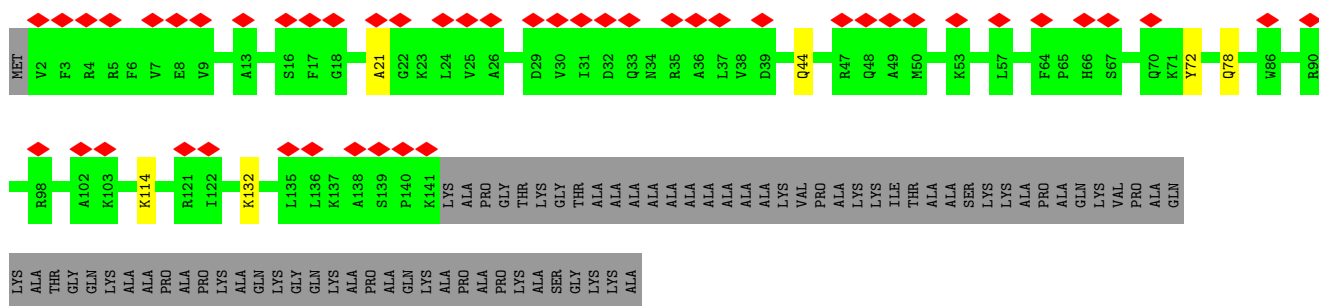 MET V2 F3 R4 R5 F6 V7 E8 V9 A13 S16 F17 G18 A21 G22 K23 L24 V25 A26 D29 V30 I31 D32 Q33 N34 R35 A36 L37 V38 D39 Q44 R47 Q48 A49 M50 K53 L57 F64 P65 H66 S67 Q70 K71 Y72 Q78 W86 R90
R98 A102 K103 K114 R121 I122 K132 L135 L136 K137 A138 S139 P140 K141 LYS ALA PRO GLY THR LYS GLY THR ALA ALA ALA ALA ALA ALA ALA ALA ALA LYS VAL PRO ALA LYS LYS ILE THR ALA ALA SER LYS LYS ALA PRO ALA GLN LYS VAL PRO ALA GLN
LYS ALA THR GLY GLN LYS ALA ALA PRO ALA PRO LYS ALA GLN LYS GLY GLN LYS ALA PRO ALA GLN LYS ALA PRO ALA PRO LYS ALA SER GLY LYS LYS ALA